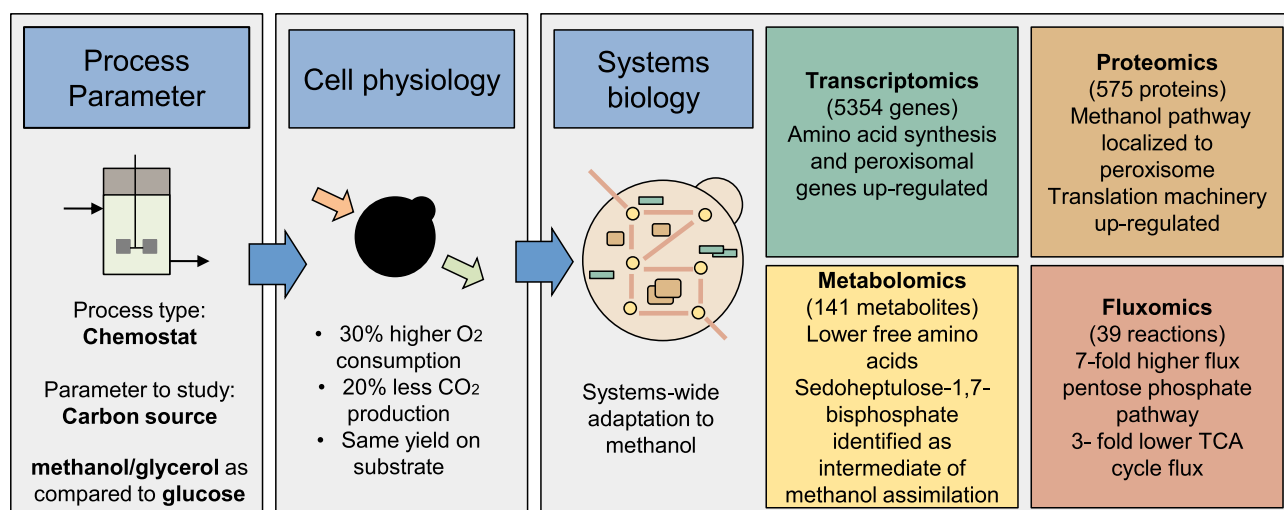 Process
Parameter
Process type:
Chemostat
Parameter to study:
Carbon source
methanol/glycerol as
compared to glucose
Cell physiology
• 30% higher O2
consumption
• 20% less CO2
production
• Same yield on
substrate
Systems
biology
Systems-wide
adaptation to
methanol
Transcriptomics
(5354 genes)
Amino acid synthesis
and peroxisomal
genes up-regulated
Proteomics
(575 proteins)
Methanol pathway
localized to
peroxisome
Translation machinery
up-regulated
Metabolomics
(141 metabolites)
Lower free amino
acids
Sedoheptulose-1,7-
bisphosphate
identified as
intermediate of
methanol assimilation
Fluxomics
(39 reactions)
7-fold higher flux
pentose phosphate
pathway
3- fold lower TCA
cycle flux